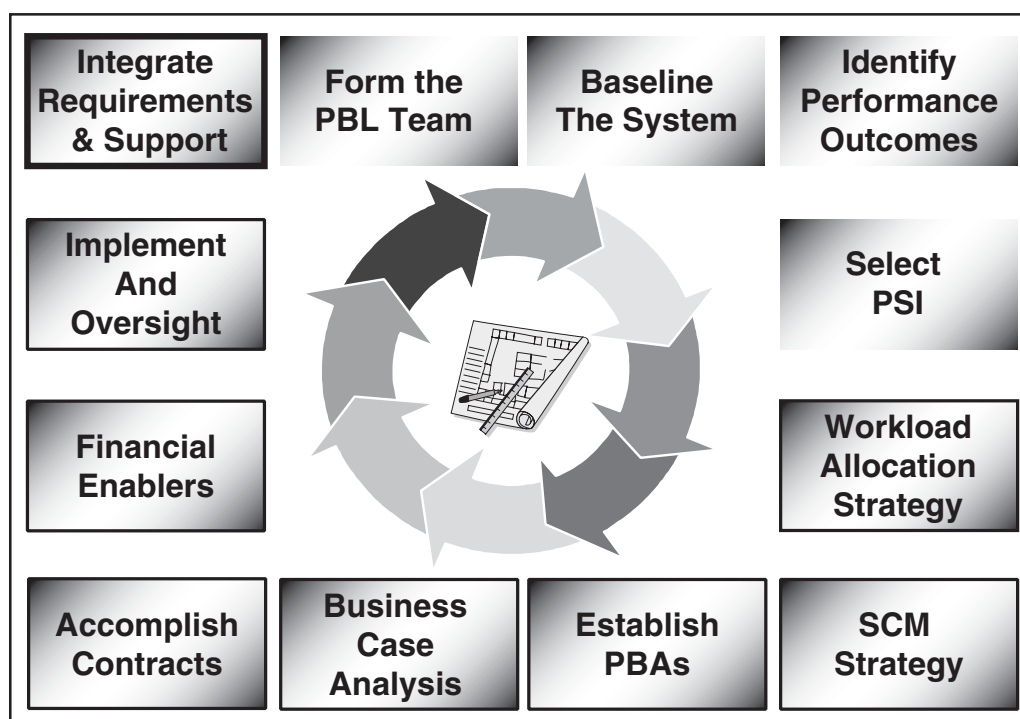 Integrate
Requirements
& Support
Form the
PBL Team
Baseline
The System
Identify
Performance
Outcomes
Select
PSI
Workload
Allocation
Strategy
SCM
Strategy
Establish
PBAs
Business
Case
Analysis
Accomplish
Contracts
Financial
Enablers
Implement
And
Oversight